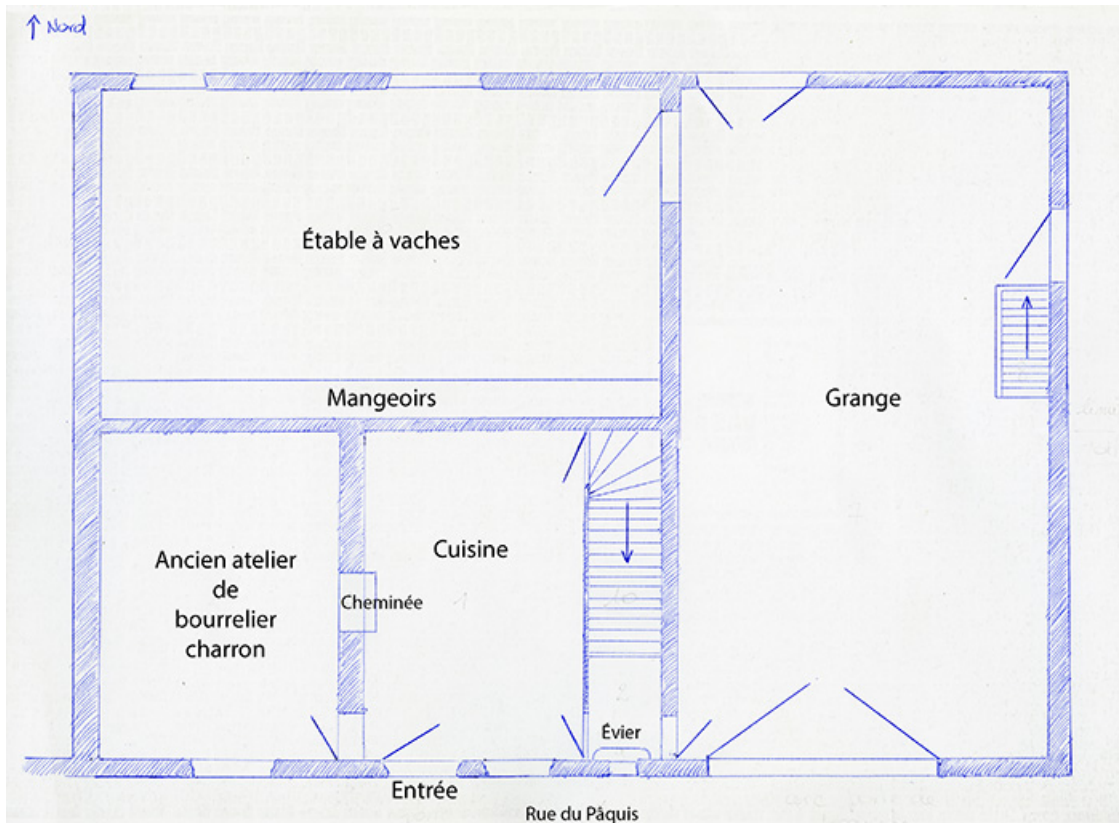 Nord
Étable à vaches
Mangeoirs
Grange
Ancien atelier
de
bourrelier
charron
Cuisine
Cheminée
Évier
Entrée
Rue du Pâquis